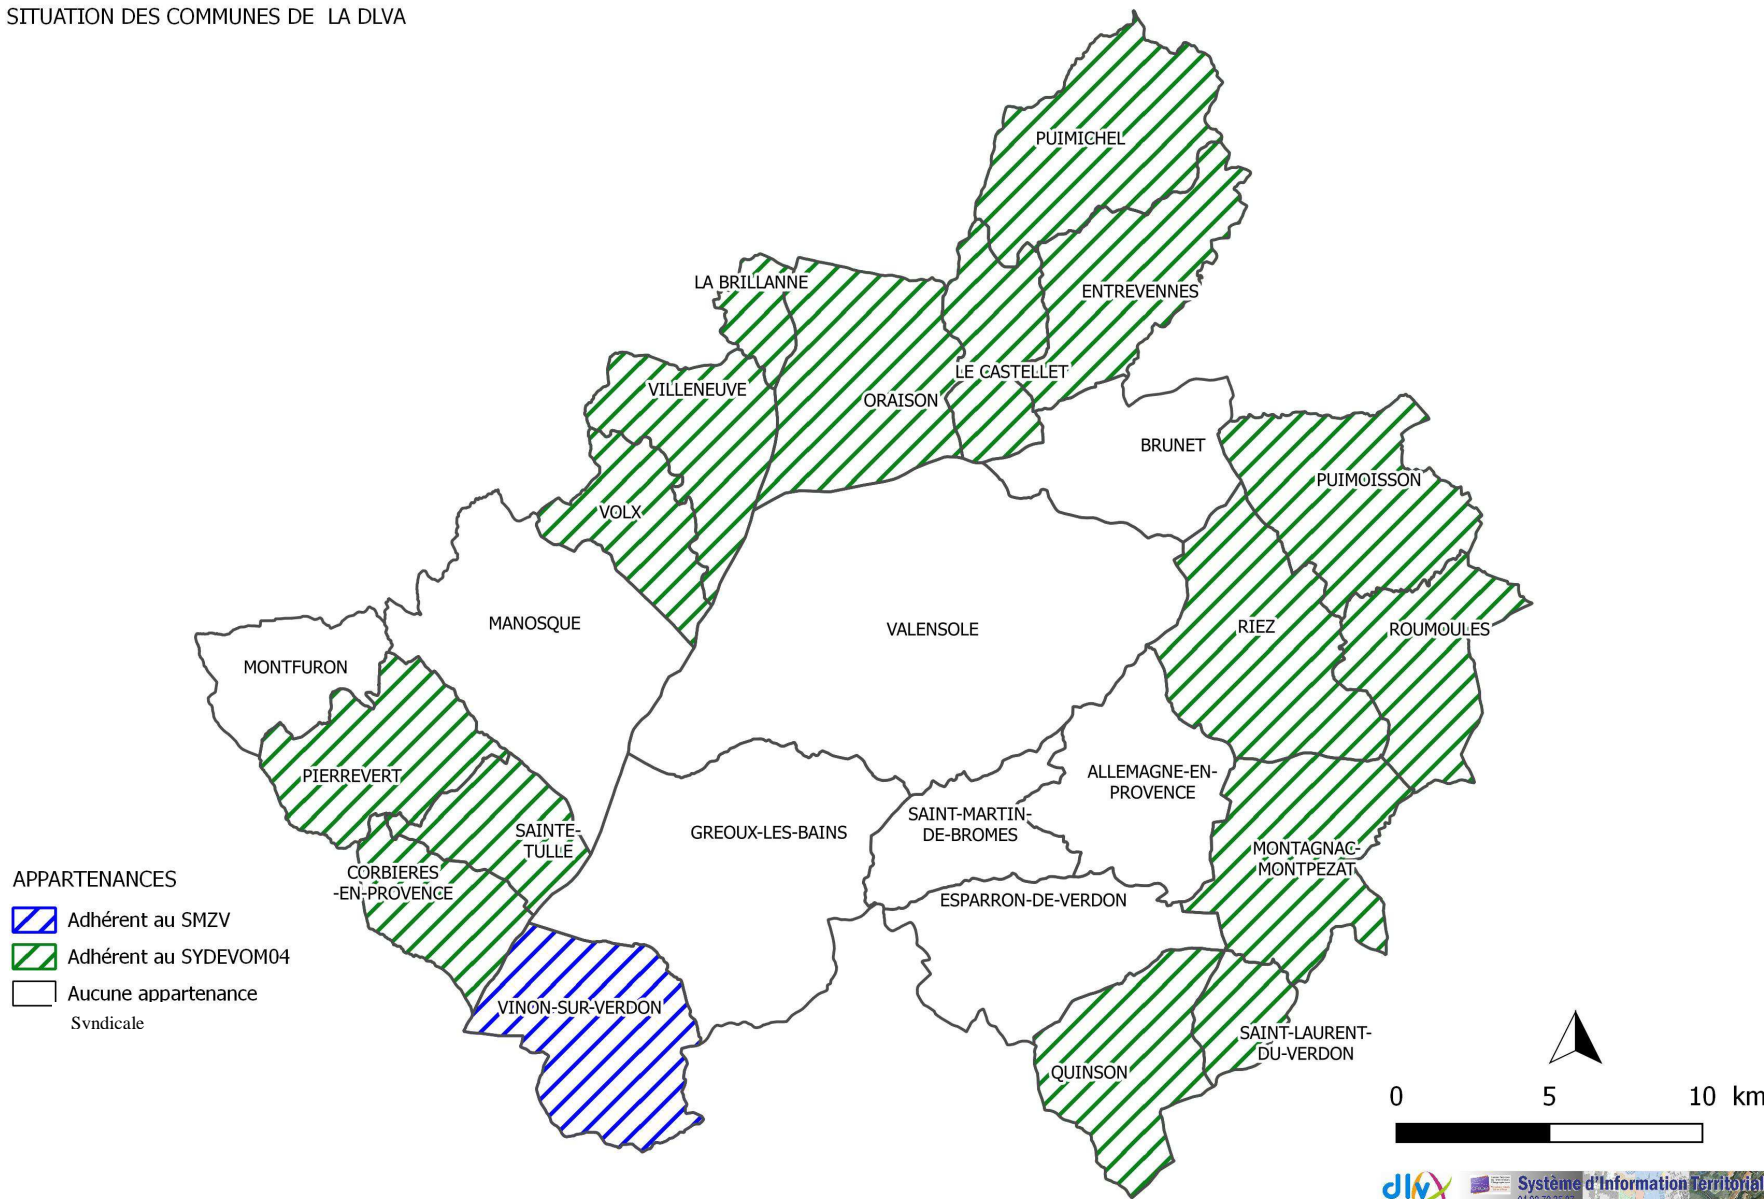 SITUATION DES COMMUNES DE  LA DLVA
PUIMICHEL
LA BRILLANNE
ENTREVENNES
LE CASTELLET
VILLENEUVE
ORAISON
BRUNET
PUIMOISSON
VOLX
MANOSQUE
VALENSOLE
RIEZ
ROUMOULES
MONTFURON
PIERREVERT
ALLEMAGNE-EN-
PROVENCE
SAINT-MARTIN-
DE-BROMES
GREOUX-LES-BAINS
SAINTE-
TULLE
MONTAGNAC-
MONTPEZAT
CORBIERES
-EN-PROVENCE
ESPARRON-DE-VERDON
VINON-SUR-VERDON
SAINT-LAURENT-
DU-VERDON
QUINSON
APPARTENANCES
Adhérent au SMZV
Adhérent au SYDEVOM04
Aucune appartenance
Syndicale
0 5 10 km
dlva Système d'Information Territorial